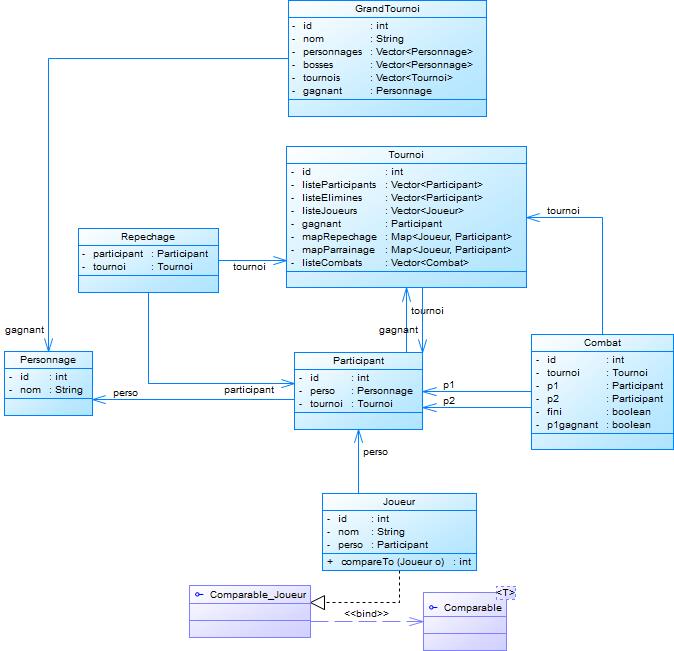 GrandTournoi
- id : int
- nom : String
- personnages : Vector<Personnage>
- bosses : Vector<Personnage>
- tournois : Vector<Tournoi>
- gagnant : Personnage
Tournoi
- id : int
- listeParticipants : Vector<Participant>
- listeElimines : Vector<Participant>
- listeJoueurs : Vector<Joueur>
- gagnant : Participant
- mapRepechage : Map<Joueur, Participant>
- mapParrainage : Map<Joueur, Participant>
- listeCombats : Vector<Combat>
tournoi
Repechage
- participant : Participant
- tournoi : Tournoi
tournoi
tournoi
gagnant
gagnant
Personnage
- id : int
- nom : String
perso
participant
Participant
- id : int
- perso : Personnage
- tournoi : Tournoi
p1
p2
Combat
- id : int
- tournoi : Tournoi
- p1 : Participant
- p2 : Participant
- fini : boolean
- p1gagnant : boolean
perso
Joueur
- id : int
- nom : String
- perso : Participant
+ compareTo (Joueur o) : int
Comparable_Joueur
<<bind>>
<T>
Comparable